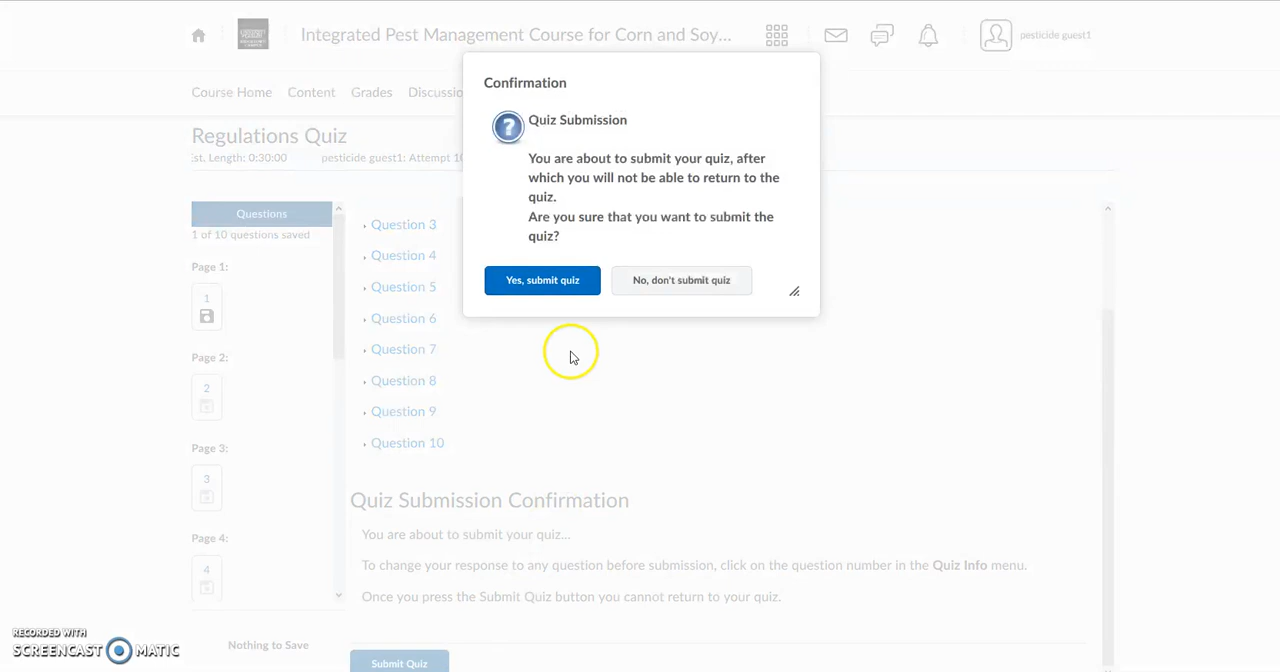 Integrated Pest Management Course for Corn and Soy...
pesticide guest1
Course Home Content Grades Discussio
Confirmation
Quiz Submission
You are about to submit your quiz, after
which you will not be able to return to the
quiz.
Are you sure that you want to submit the
quiz?
Yes, submit quiz No, don't submit quiz
Regulations Quiz
Est. Length: 0:30:00 pesticide guest1: Attempt 10
Questions
1 of 10 questions saved
Page 1:
1
Page 2:
2
Page 3:
3
Page 4:
4
Nothing to Save
Question 3
Question 4
Question 5
Question 6
Question 7
Question 8
Question 9
Question 10
Quiz Submission Confirmation
You are about to submit your quiz...
To change your response to any question before submission, click on the question number in the Quiz Info menu.
Once you press the Submit Quiz button you cannot return to your quiz.
Submit Quiz
RECORDED WITH
SCREENCAST MATIC